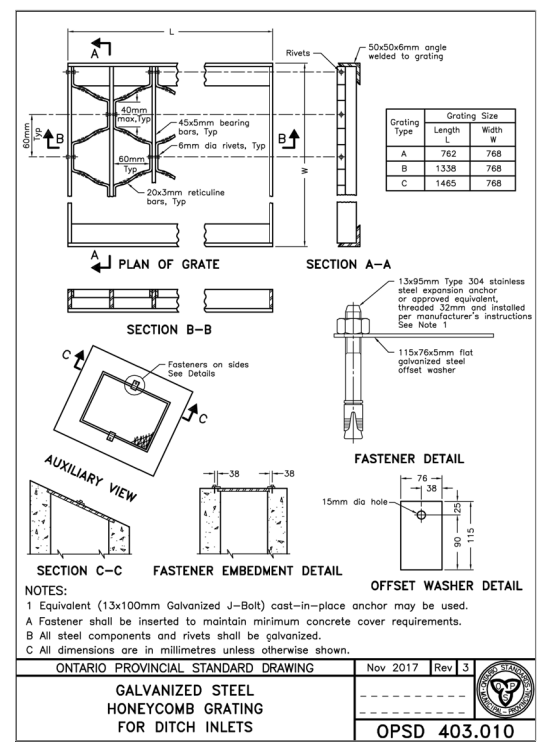 L
A
Rivets
50x50x6mm angle
welded to grating
60mm
Typ
B
40mm
max,Typ
45x5mm bearing
bars, Typ
B
6mm dia rivets, Typ
60mm
Typ
W
20x3mm reticuline
bars, Typ
Grating Type
Grating Size
Length L
Width W
A 762 768
B 1338 768
C 1465 768
A
PLAN OF GRATE
SECTION A-A
SECTION B-B
13x95mm Type 304 stainless
steel expansion anchor
or approved equivalent,
threaded 32mm and installed
per manufacturer's instructions
See Note 1
115x76x5mm flat
galvanized steel
offset washer
C
Fasteners on sides
See Details
C
AUXILIARY VIEW
FASTENER DETAIL
38
38
76
38
15mm
dia hole
25
90
115
SECTION C-C
FASTENER EMBEDMENT DETAIL
OFFSET WASHER DETAIL
NOTES:
1 Equivalent (13x100mm Galvanized J-Bolt) cast-in-place anchor may be used.
A Fastener shall be inserted to maintain minimum concrete cover requirements.
B All steel components and rivets shall be galvanized.
C All dimensions are in millimetres unless otherwise shown.
ONTARIO PROVINCIAL STANDARD DRAWING
Nov 2017 Rev 3
GALVANIZED STEEL
HONEYCOMB GRATING
FOR DITCH INLETS
OPSD 403.010